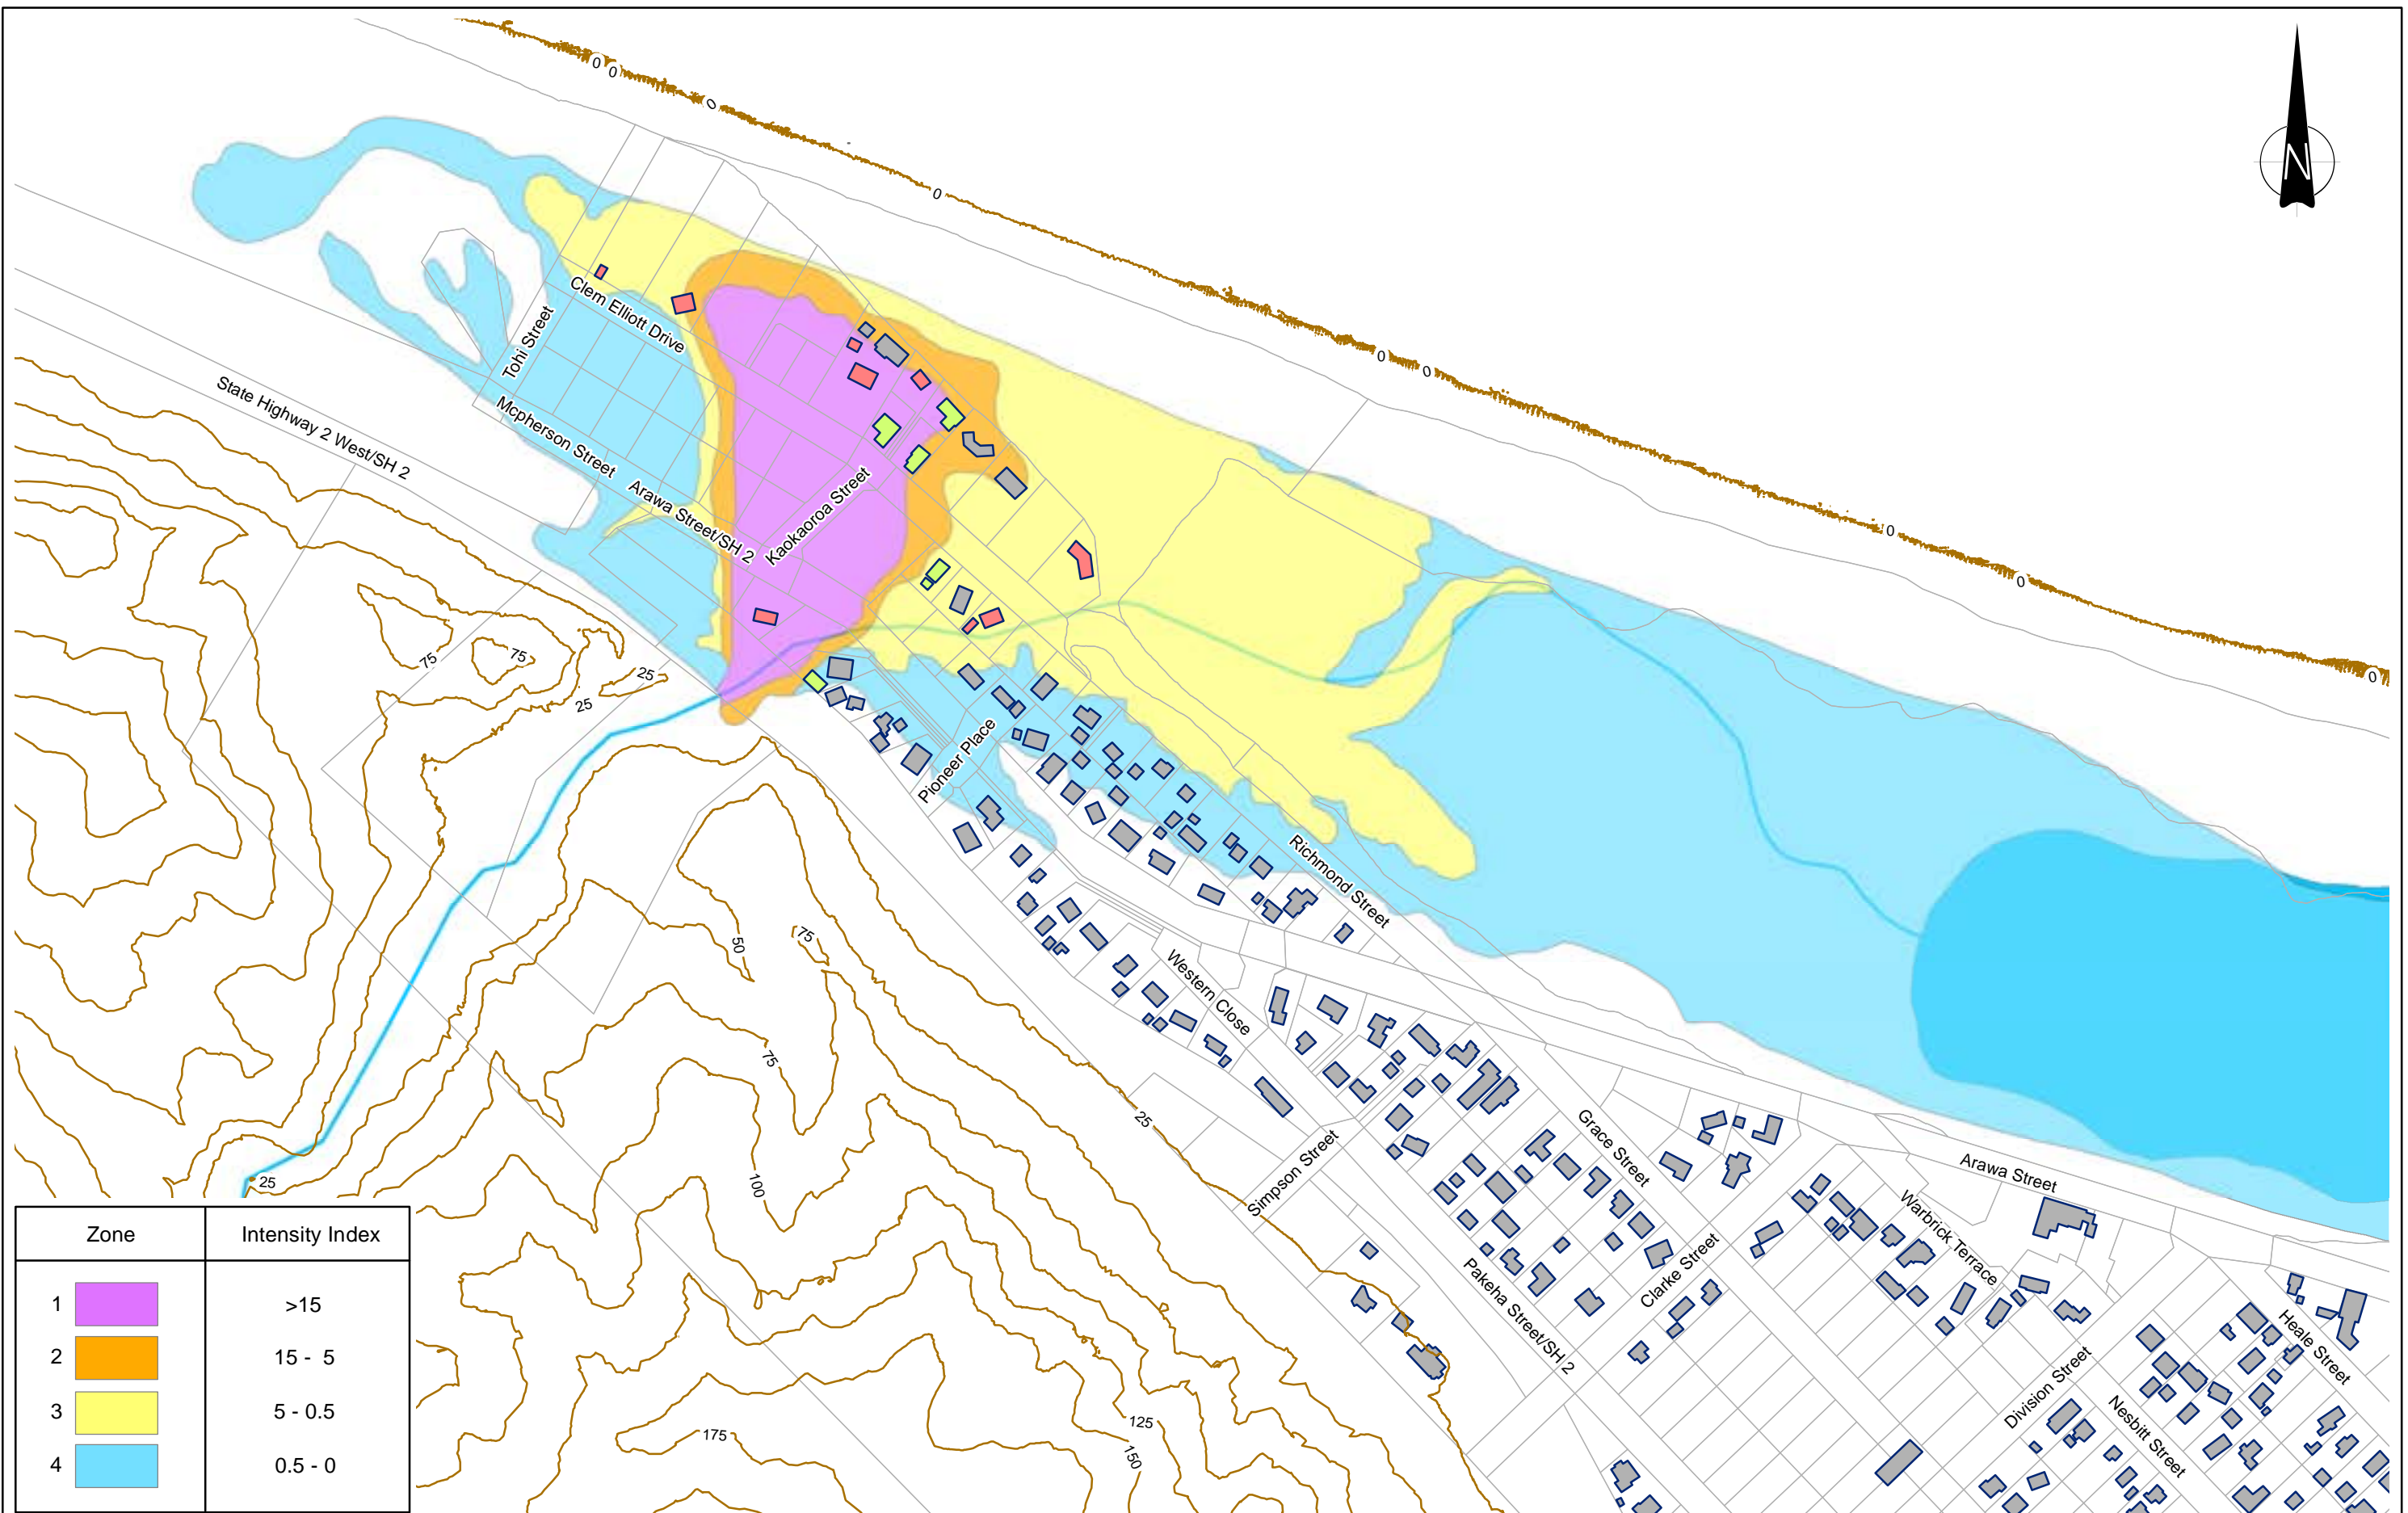 0 0
0
0
0
0
0
0
0
N
Clem Elliott Drive
Tohi Street
State Highway 2 West/SH 2
Mcpherson Street
Arawa Street/SH 2
Kaokaoroa Street
75
75
25
25
Pioneer Place
Richmond Street
50
75
75
Western Close
25
100
25
Simpson Street
Grace Street
Arawa Street
Warbrick Terrace
Clarke Street
Pakeha Street/SH 2
Heale Street
Division Street
Nesbitt Street
125
150
175
Zone Intensity Index
1 >15
2 15 - 5
3 5 - 0.5
4 0.5 - 0